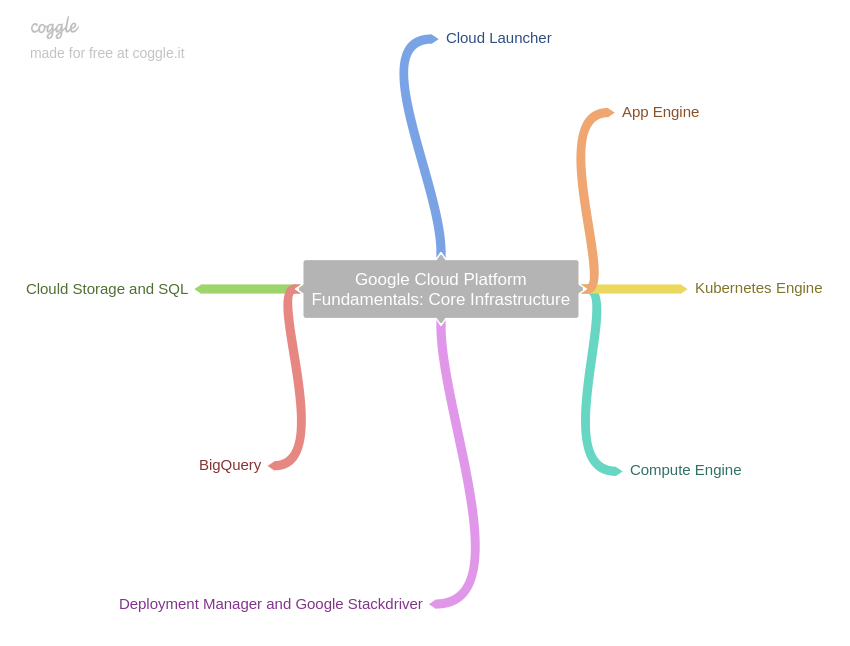 coggle
made for free at coggle.it
Cloud Launcher
App Engine
Google Cloud Platform
Fundamentals: Core Infrastructure
Clould Storage and SQL
Kubernetes Engine
BigQuery
Compute Engine
Deployment Manager and Google Stackdriver